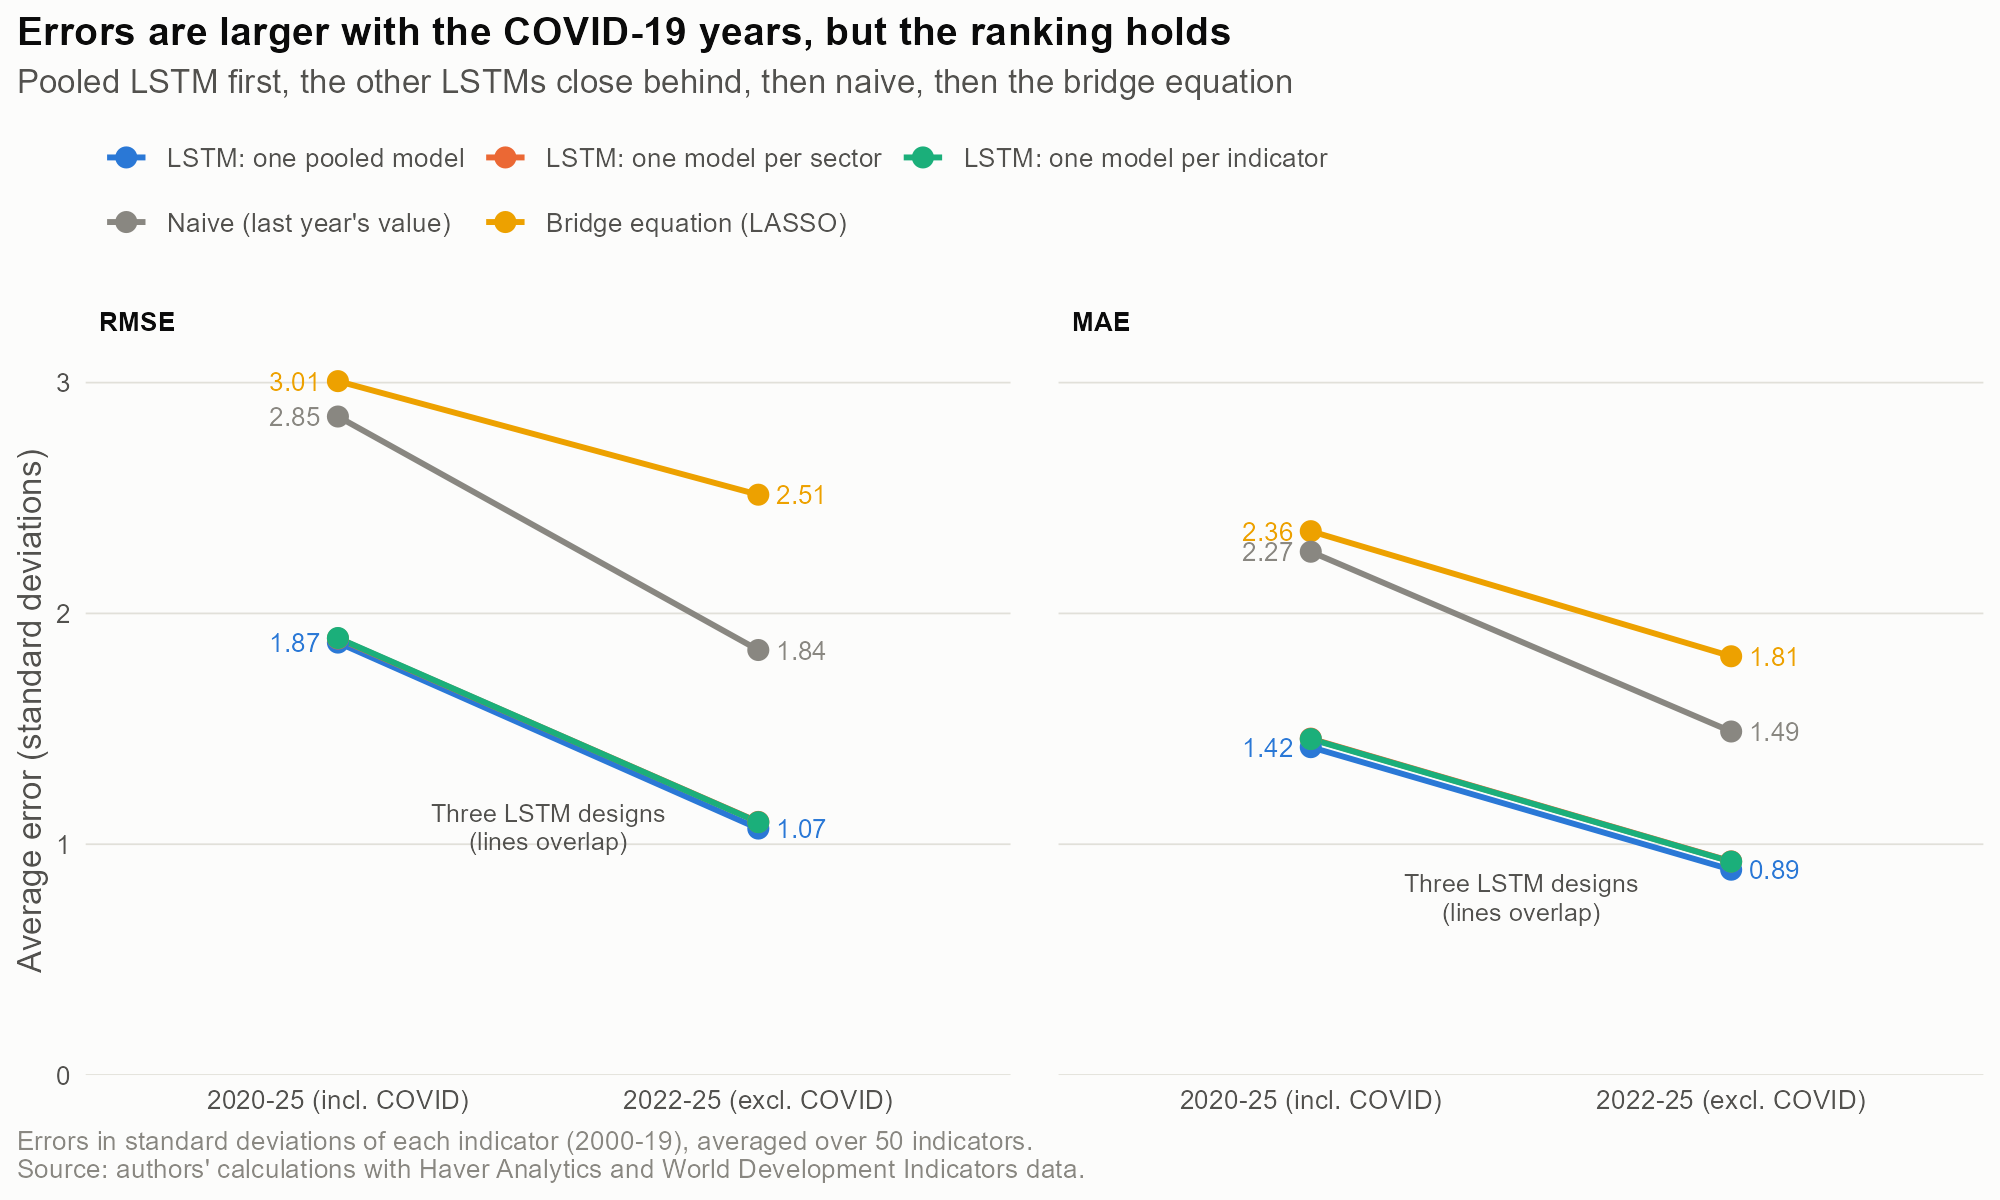 Errors are larger with the COVID-19 years, but the ranking holds
Pooled LSTM first, the other LSTMs close behind, then naive, then the bridge equation
LSTM: one pooled model
LSTM: one model per sector
LSTM: one model per indicator
Naive (last year's value)
Bridge equation (LASSO)
Average error (standard deviations)
RMSE
3
2
1
0
3.01
2.85
2.51
1.87
1.84
1.07
Three LSTM designs
(lines overlap)
2020-25 (incl. COVID)
2022-25 (excl. COVID)
MAE
2.36
2.27
1.81
1.49
1.42
0.89
Three LSTM designs
(lines overlap)
2020-25 (incl. COVID)
2022-25 (excl. COVID)
Errors in standard deviations of each indicator (2000-19), averaged over 50 indicators.
Source: authors' calculations with Haver Analytics and World Development Indicators data.